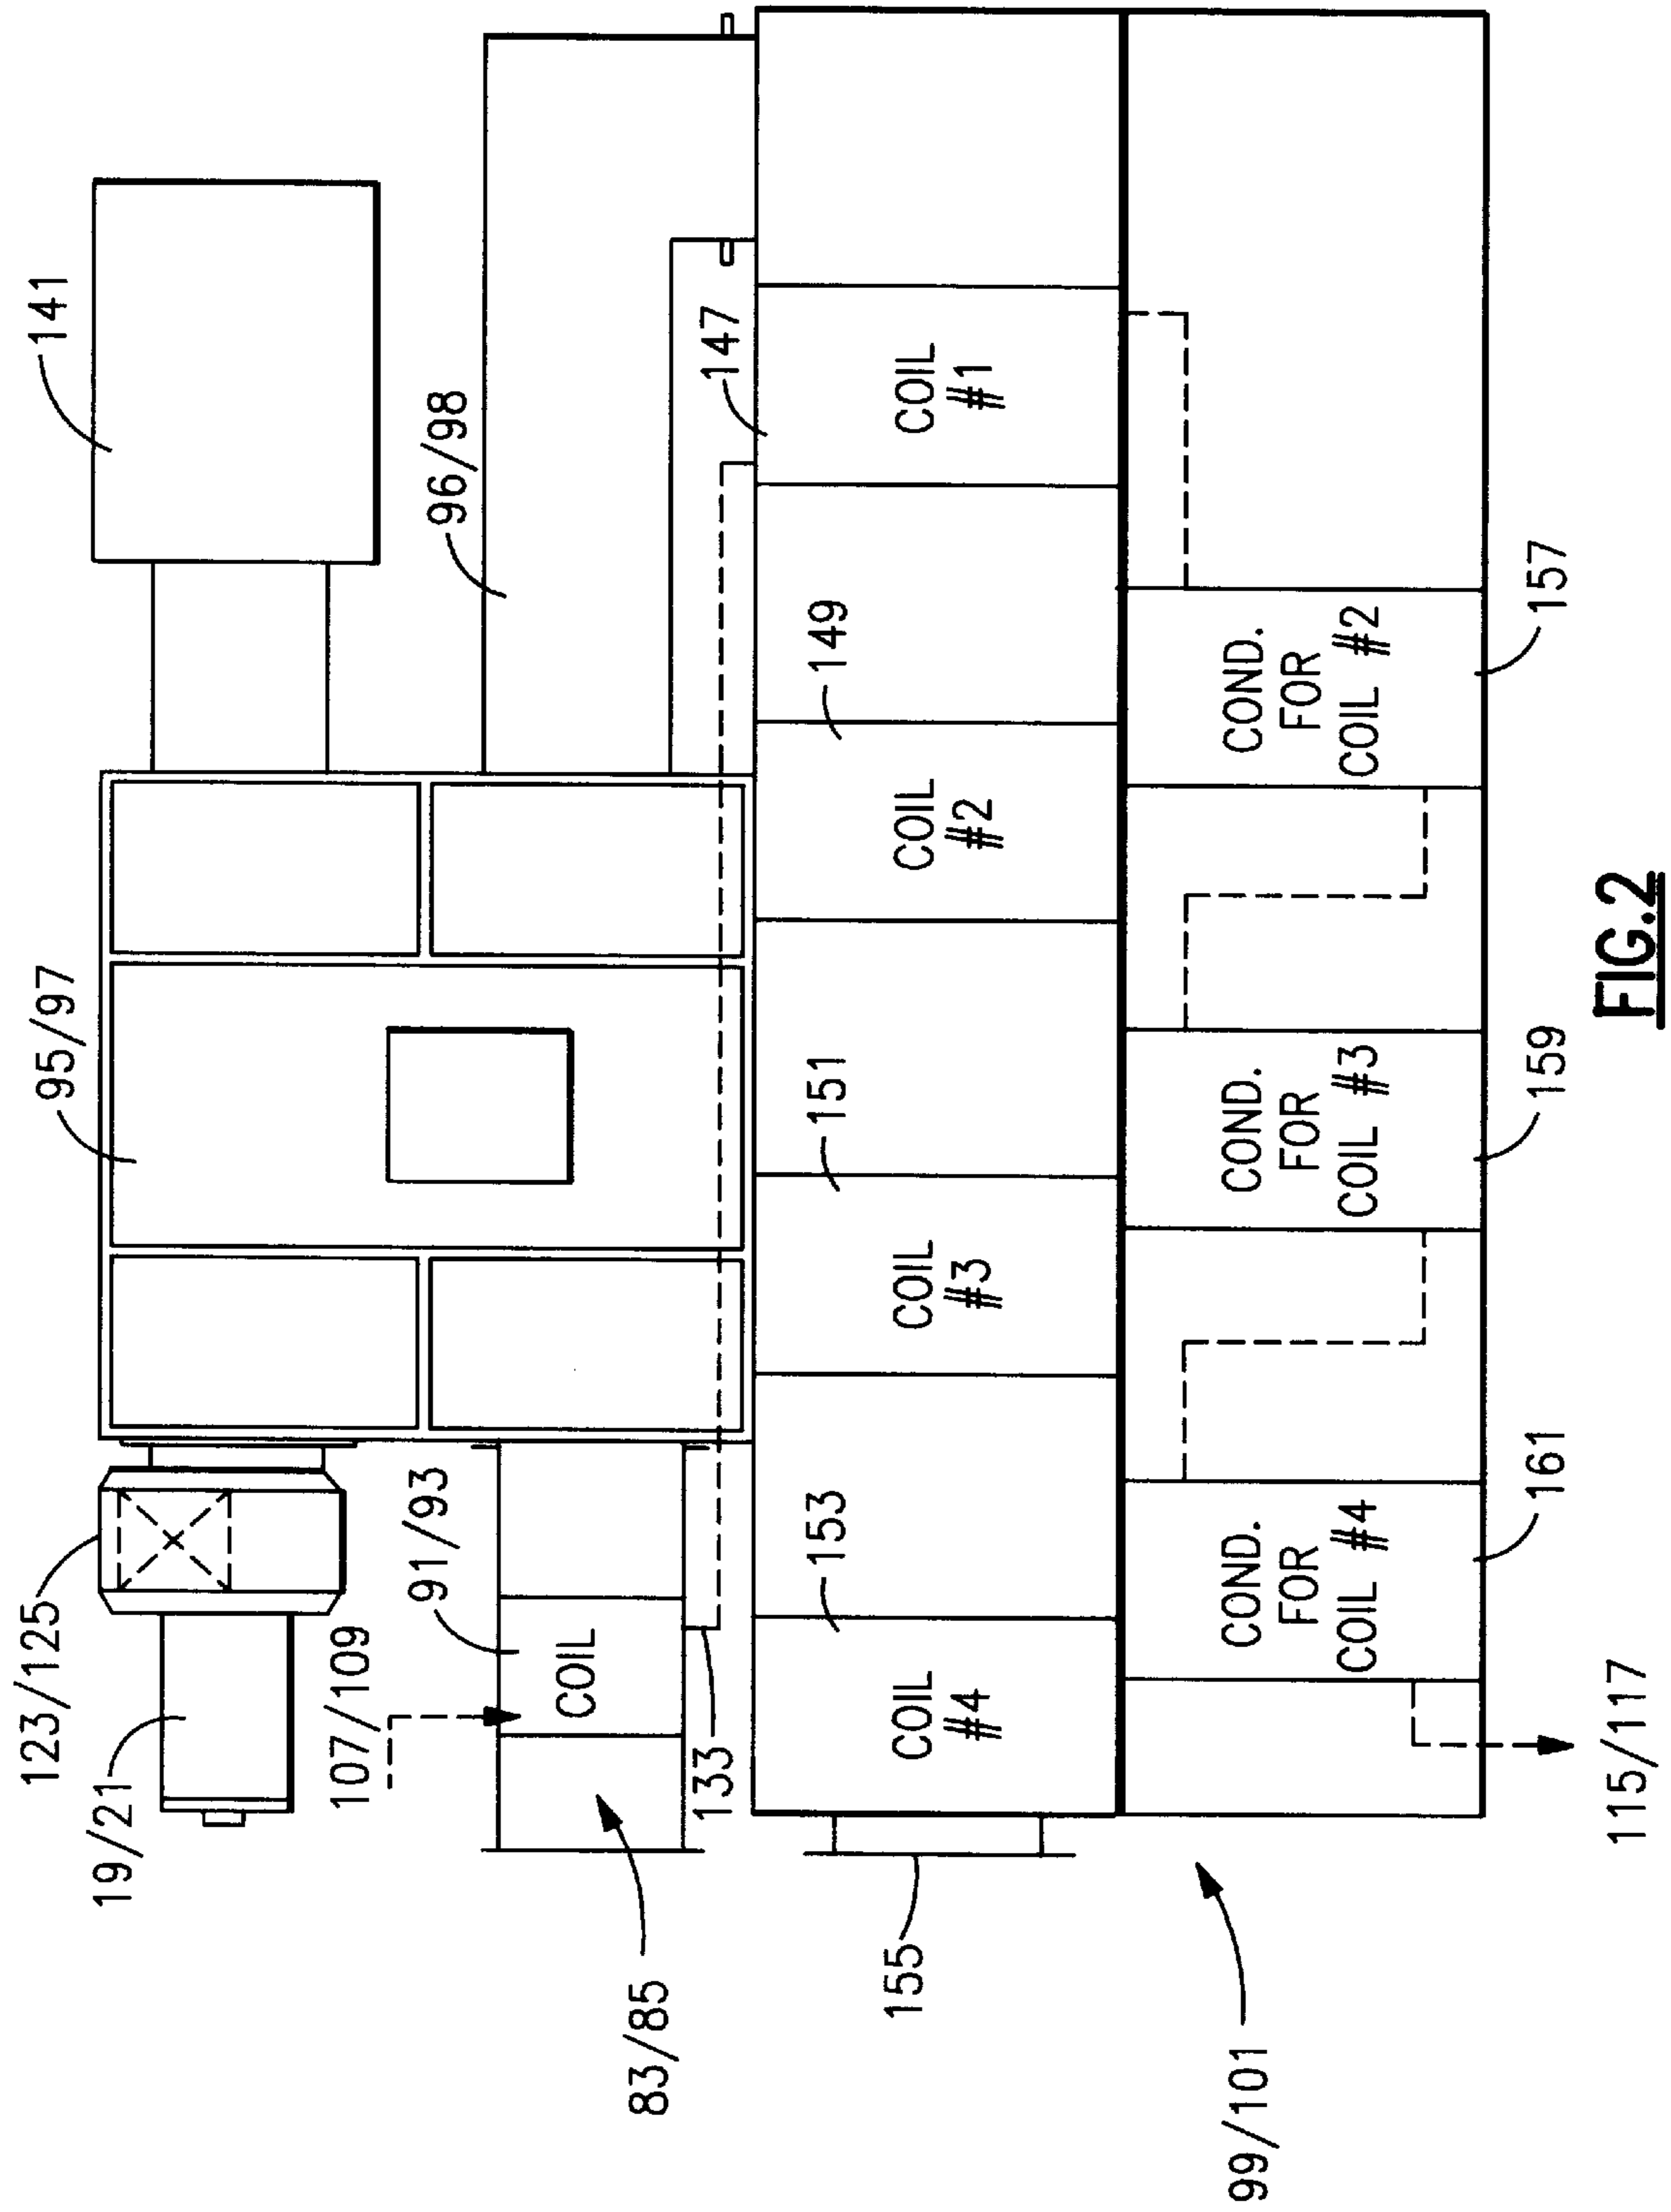 141
96/98
95/97
123/125
19/21
107/109
91/93
COIL
133
83/85
147
COIL
#1
149
COIL
#2
151
COIL
#3
153
COIL
#4
155
99/101
COND.
FOR
COIL #2
157
COND.
FOR
COIL #3
159
COND.
FOR
COIL #4
161
115/117
FIG.2